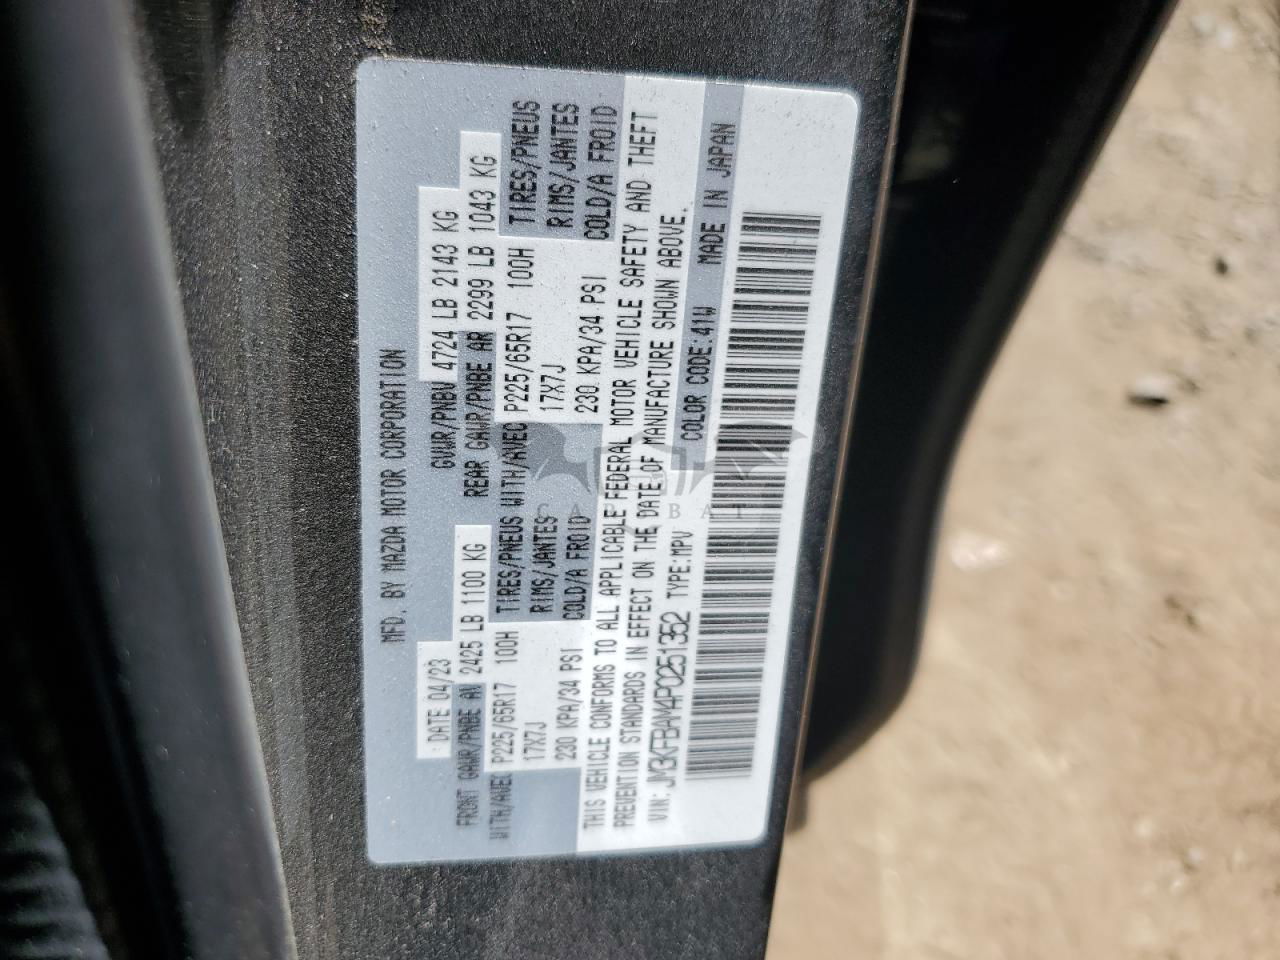 MFD. BY MAZDA MOTOR CORPORATION
DATE 04/23 GVWR/PNBV 4724 LB 2143 KG
FRONT GAWR/PNBE AV 2425 LB 1100 KG REAR GAWR/PNBE AR 2299 LB 1043 KG
WITH/AVEC P225/65R17 100H TIRES/PNEUS WITH/AVEC P225/65R17 100H TIRES/PNEUS
17X7J RIMS/JANTES 17X7J RIMS/JANTES
230 KPA/34 PSI COLD/A FROID 230 KPA/34 PSI COLD/A FROID
THIS VEHICLE CONFORMS TO ALL APPLICABLE FEDERAL MOTOR VEHICLE SAFETY AND THEFT
PREVENTION STANDARDS IN EFFECT ON THE DATE OF MANUFACTURE SHOWN ABOVE.
VIN: JM3KFBAM4P0251352 TYPE:MPV COLOR CODE:41W MADE IN JAPAN